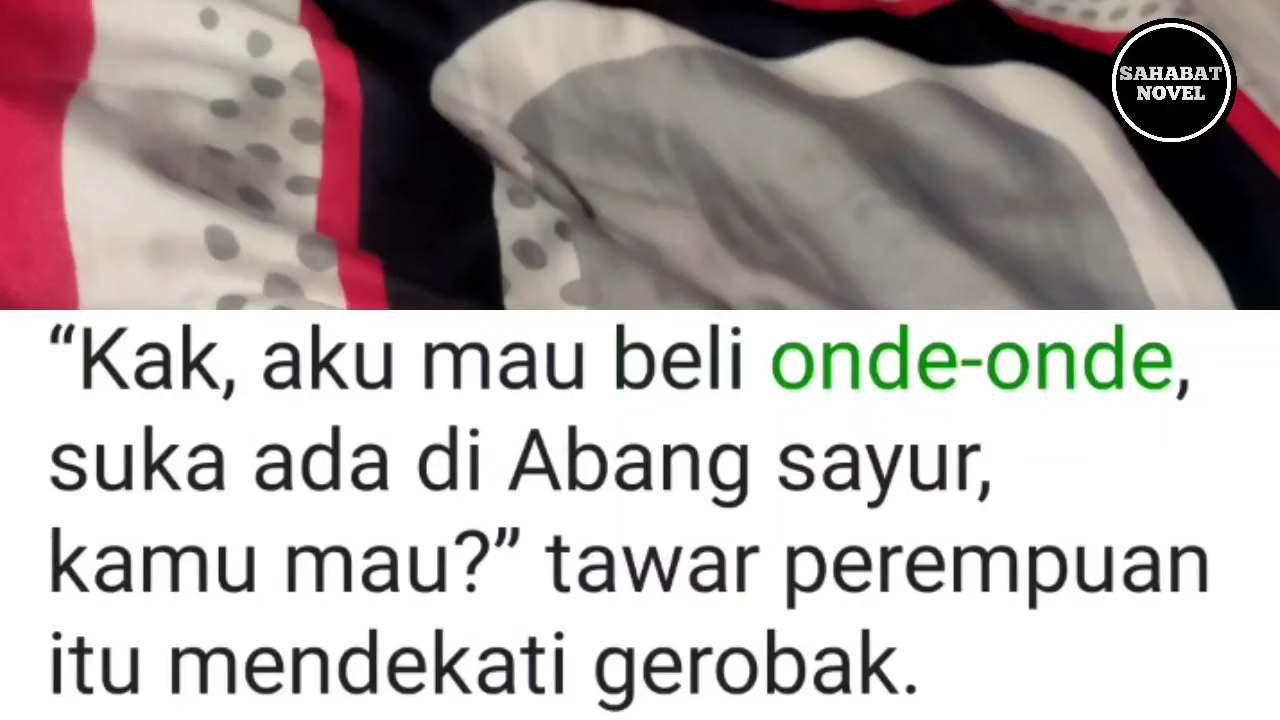 SAHABAT
NOVEL
“Kak, aku mau beli onde-onde,
suka ada di Abang sayur,
kamu mau?” tawar perempuan
itu mendekati gerobak.